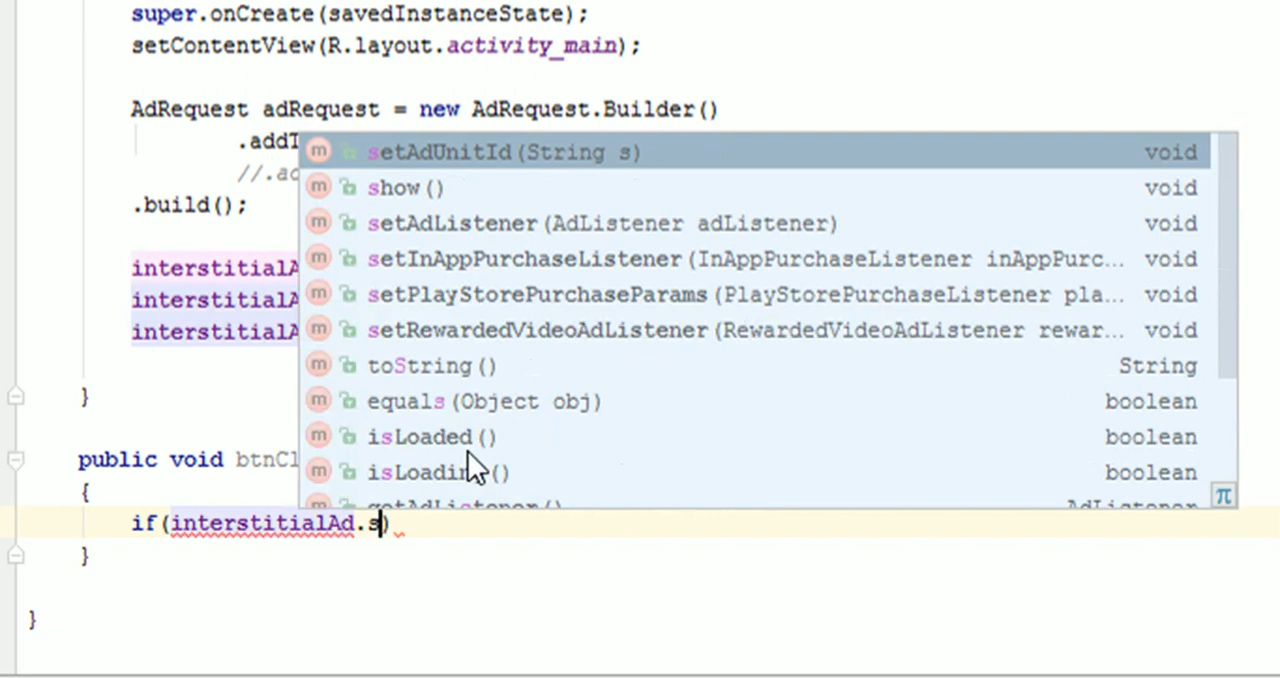 super.onCreate(savedInstanceState);
setContentView(R.layout.activity_main);
AdRequest adRequest = new AdRequest.Builder()
.addT
//.ad
.build();
interstitialA
interstitialA
interstitialA
}
public void btnCl
{
if(interstitialAd.s)
}
}
m setAdUnitId(String s) void
m show() void
m setAdListener(AdListener adListener) void
m setInAppPurchaseListener(InAppPurchaseListener inAppPurc... void
m setPlayStorePurchaseParams(PlayStorePurchaseListener pla... void
m setRewardedVideoAdListener(RewardedVideoAdListener rewar... void
m toString() String
m equals(Object obj) boolean
m isLoaded() boolean
m isLoading() boolean
m getAdListener() AdListener
π